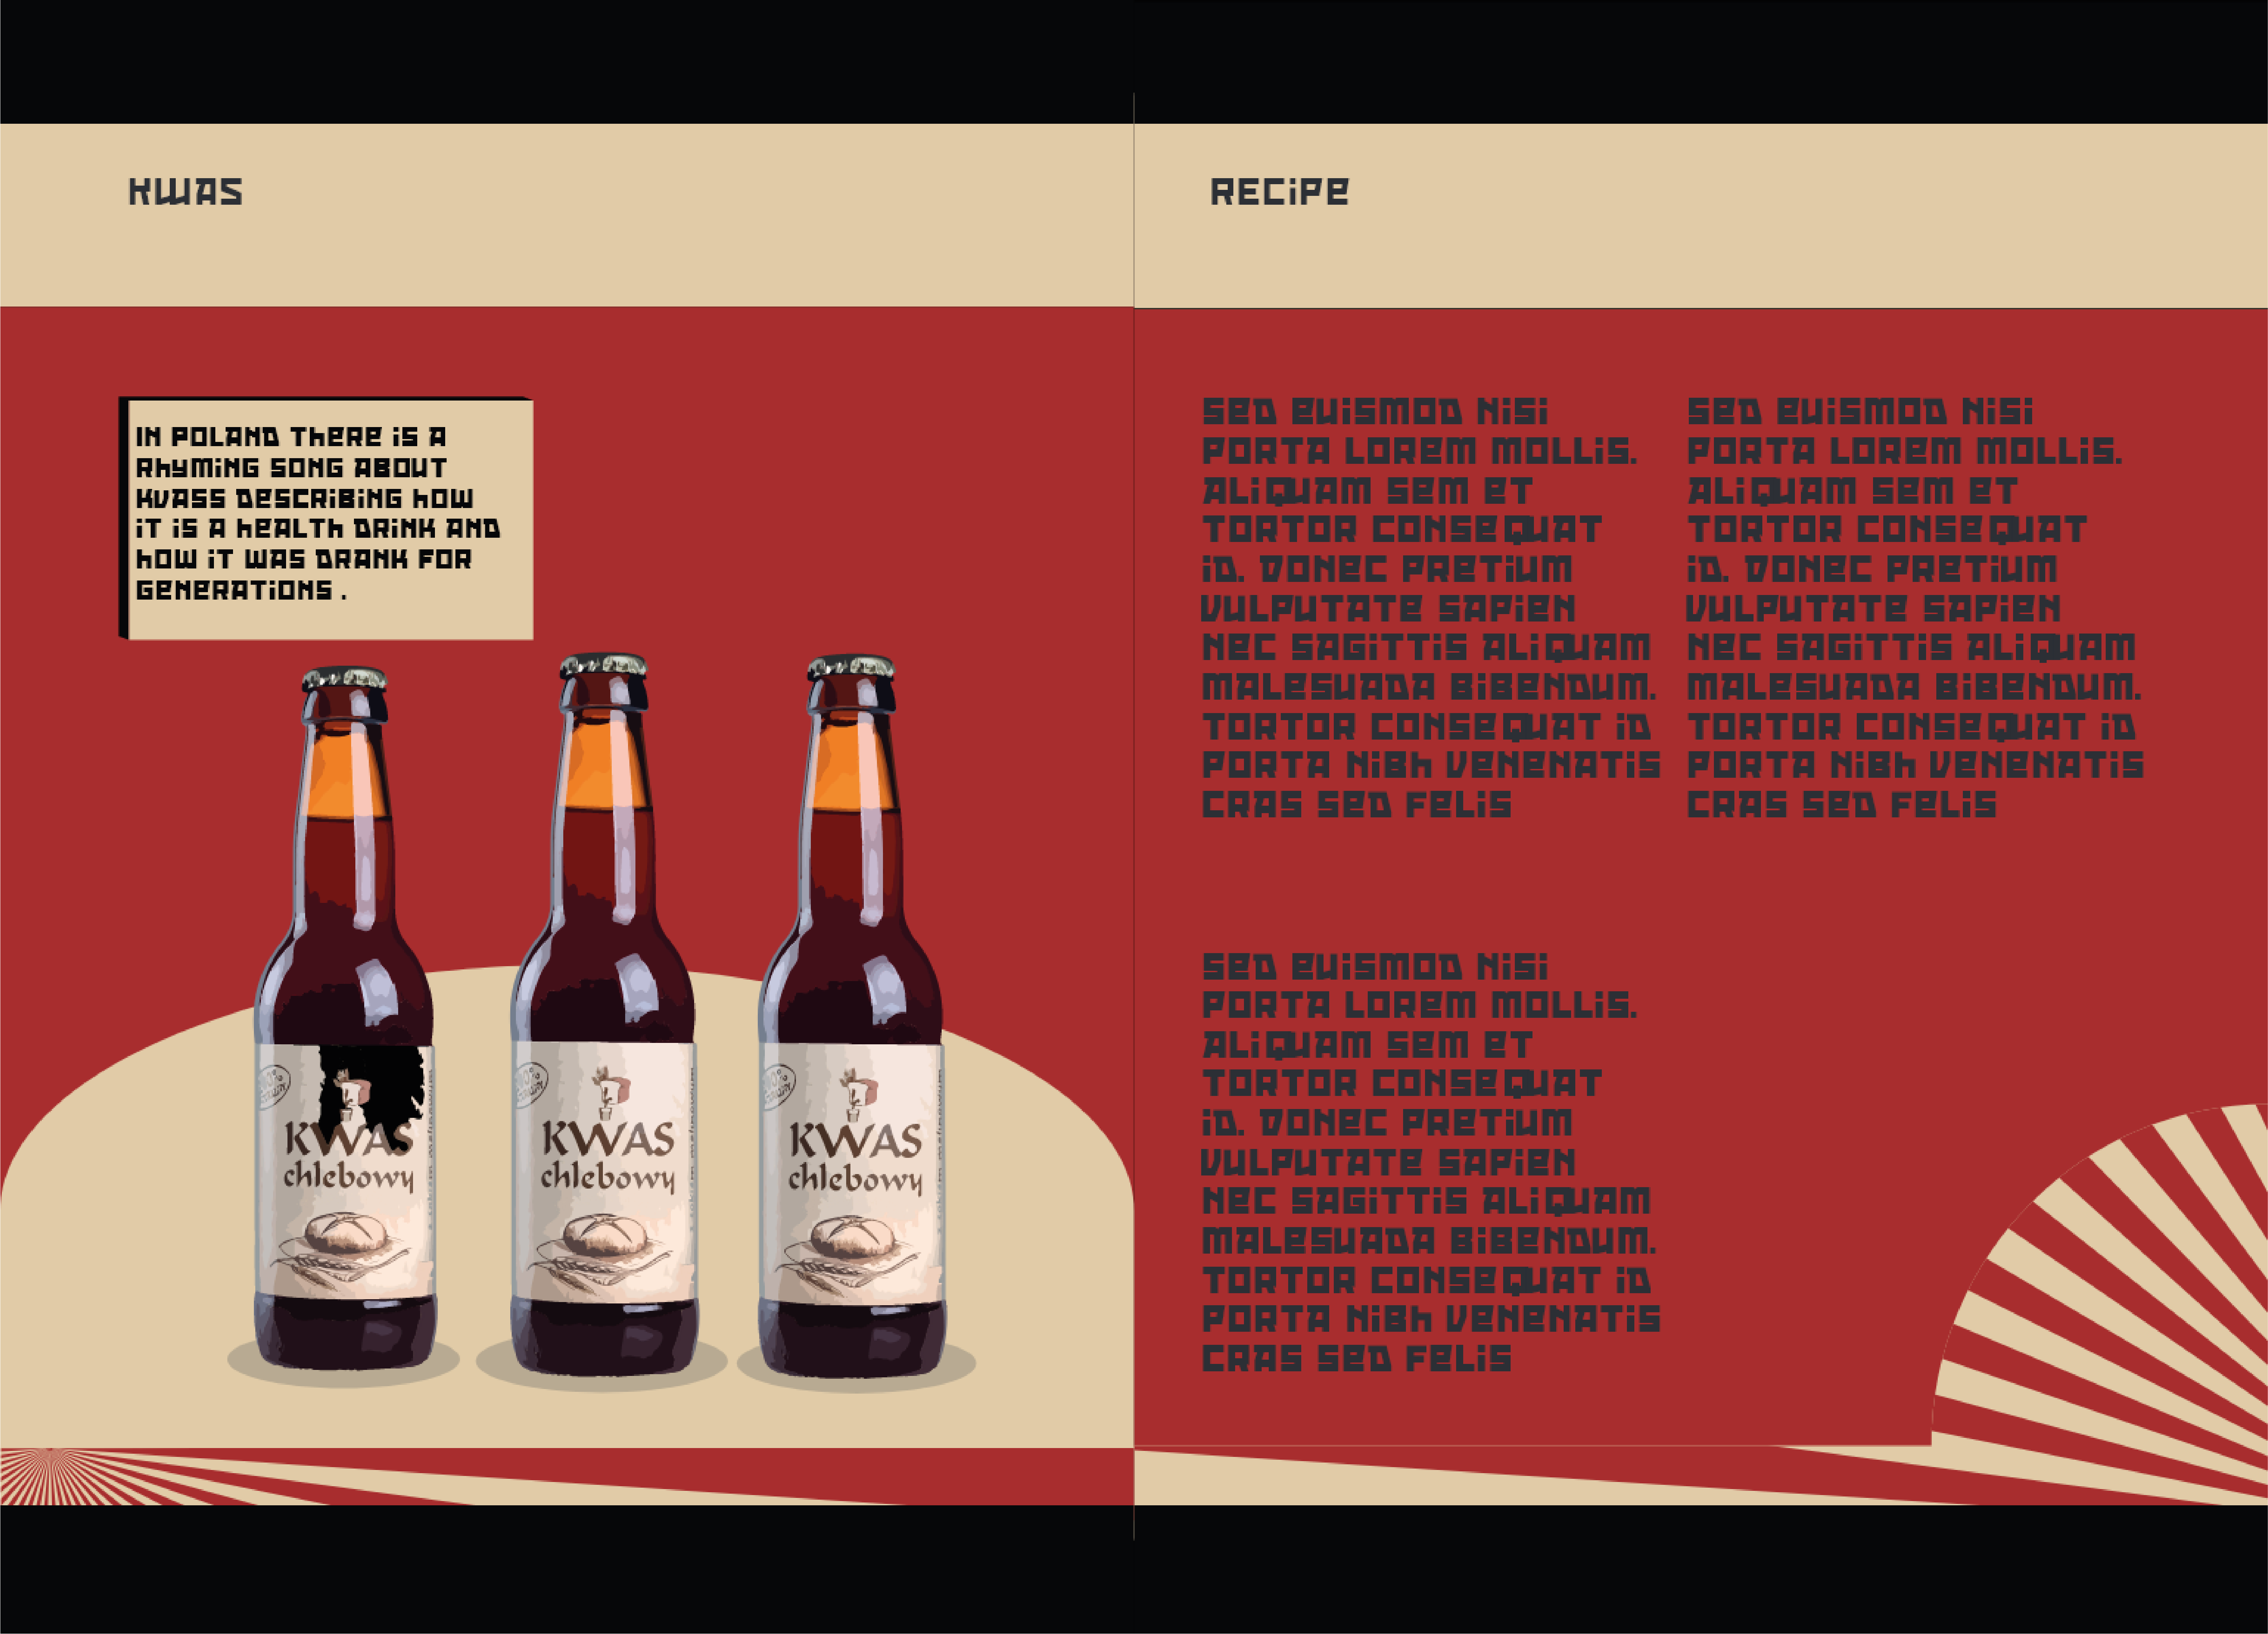 KWAS
IN POLAND THERE IS A
RHYMING SONG ABOUT
KVASS DESCRIBING HOW
IT IS A HEALTH DRINK AND
HOW IT WAS DRANK FOR
GENERATIONS .
KWAS
chlebowy
KWAS
chlebowy
KWAS
chlebowy
RECIPE
SED EUISMOD NISI
PORTA LOREM MOLLIS.
ALIQUAM SEM ET
TORTOR CONSEQUAT
ID. DONEC PRETIUM
VULPUTATE SAPIEN
NEC SAGITTIS ALIQUAM
MALESUADA BIBENDUM.
TORTOR CONSEQUAT ID
PORTA NIBH VENENATIS
CRAS SED FELIS
SED EUISMOD NISI
PORTA LOREM MOLLIS.
ALIQUAM SEM ET
TORTOR CONSEQUAT
ID. DONEC PRETIUM
VULPUTATE SAPIEN
NEC SAGITTIS ALIQUAM
MALESUADA BIBENDUM.
TORTOR CONSEQUAT ID
PORTA NIBH VENENATIS
CRAS SED FELIS
SED EUISMOD NISI
PORTA LOREM MOLLIS.
ALIQUAM SEM ET
TORTOR CONSEQUAT
ID. DONEC PRETIUM
VULPUTATE SAPIEN
NEC SAGITTIS ALIQUAM
MALESUADA BIBENDUM.
TORTOR CONSEQUAT ID
PORTA NIBH VENENATIS
CRAS SED FELIS